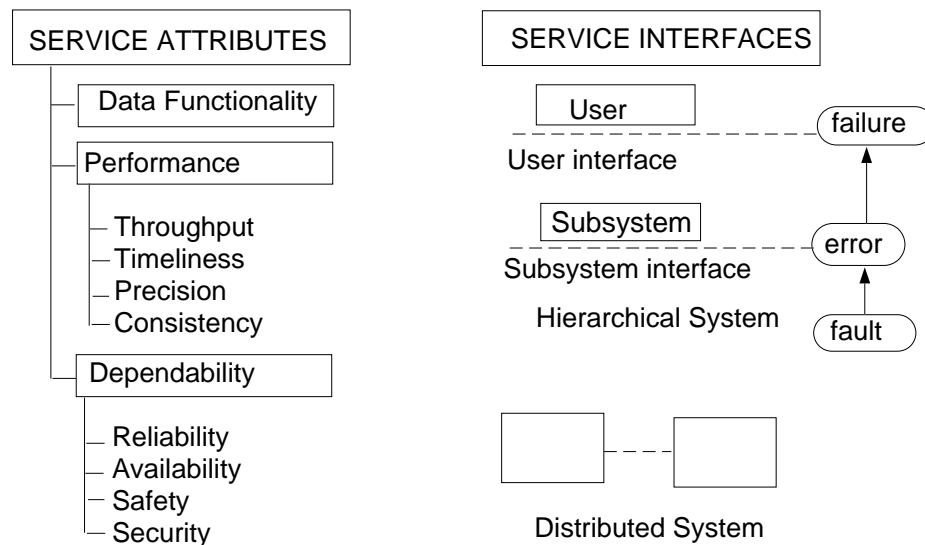 SERVICE ATTRIBUTES
Data Functionality
Performance
Throughput
Timeliness
Precision
Consistency
Dependability
Reliability
Availability
Safety
Security
SERVICE INTERFACES
User
failure
User interface
Subsystem
error
Subsystem interface
Hierarchical System
fault
Distributed System